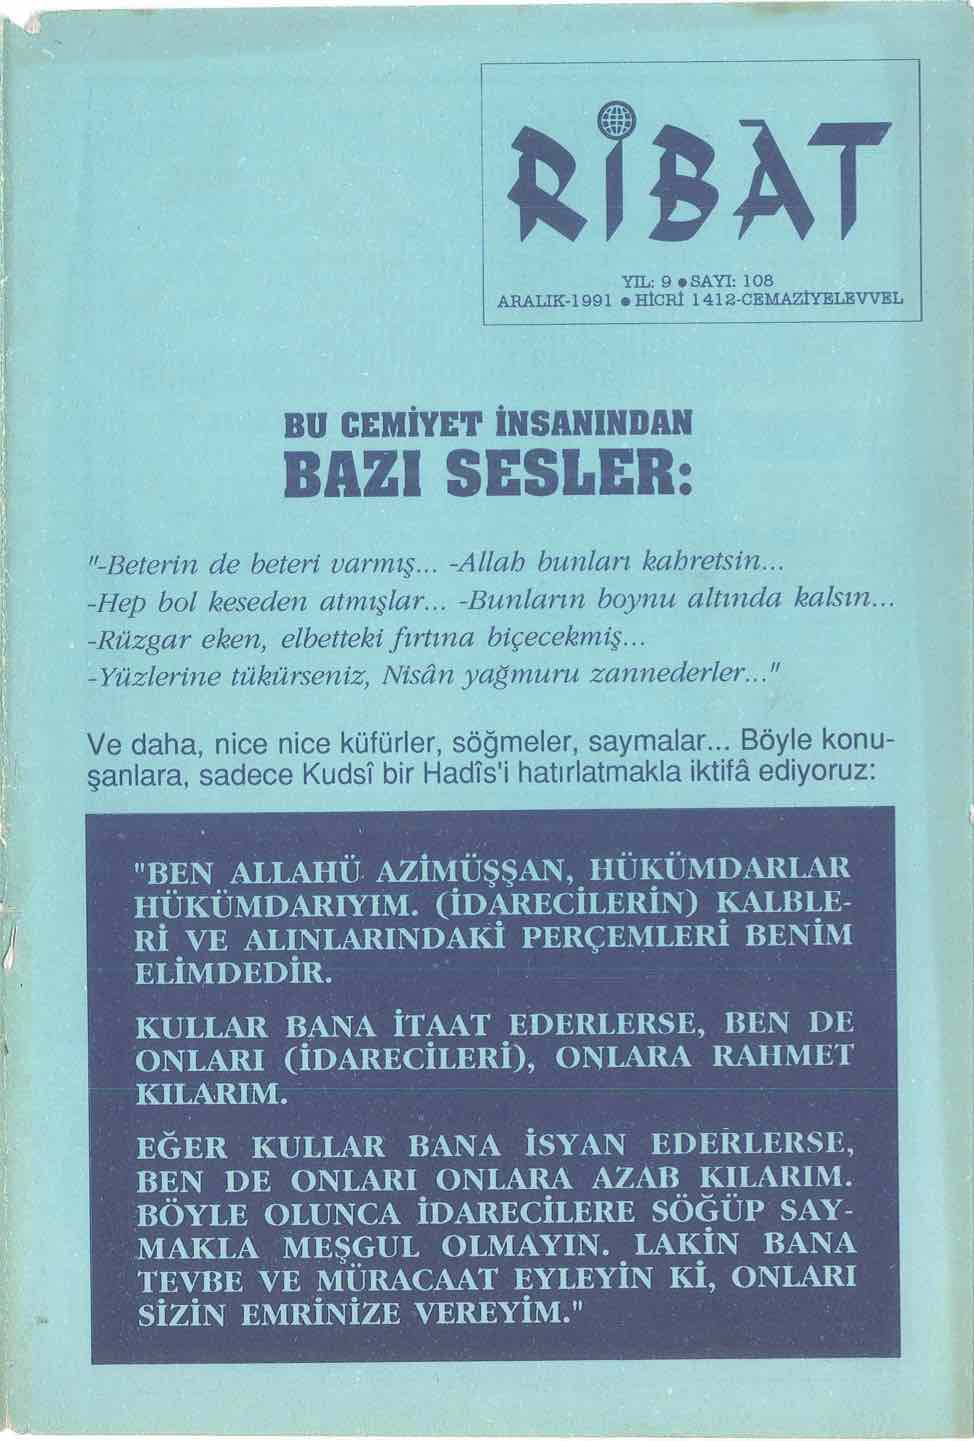 RİBÂT
YIL: 9 ● SAYI: 108
ARALIK-1991 ● HİCRİ 1412-CEMAZİYELEVVEL
BU CEMİYET İNSANINDAN
BAZI SESLER:
"-Beterin de beteri varmış... -Allah bunları kahretsin...
-Hep bol keseden atmışlar... -Bunların boynu altında kalsın...
-Rüzgar eken, elbetteki fırtına biçecekmiş...
-Yüzlerine tükürseniz, Nisân yağmuru zannederler..."
Ve daha, nice nice küfürler, söğmeler, saymalar... Böyle konu-
şanlara, sadece Kudsî bir Hadîs'i hatırlatmakla iktifâ ediyoruz:
"BEN ALLAHÜ AZİMÜŞŞAN, HÜKÜMDARLAR
HÜKÜMDARIYIM. (İDARECİLERİN) KALBLE-
Rİ VE ALINLARINDAKİ PERÇEMLERİ BENİM
ELİMDEDİR.
KULLAR BANA İTAAT EDERLERSE, BEN DE
ONLARI (İDARECİLERİ), ONLARA RAHMET
KILARIM.
EĞER KULLAR BANA İSYAN EDERLERSE,
BEN DE ONLARI ONLARA AZAB KILARIM.
BÖYLE OLUNCA İDARECİLERE SÖĞÜP SAY-
MAKLA MEŞGUL OLMAYIN. LAKİN BANA
TEVBE VE MÜRACAAT EYLEYİN Kİ, ONLARI
SİZİN EMRİNİZE VEREYİM."